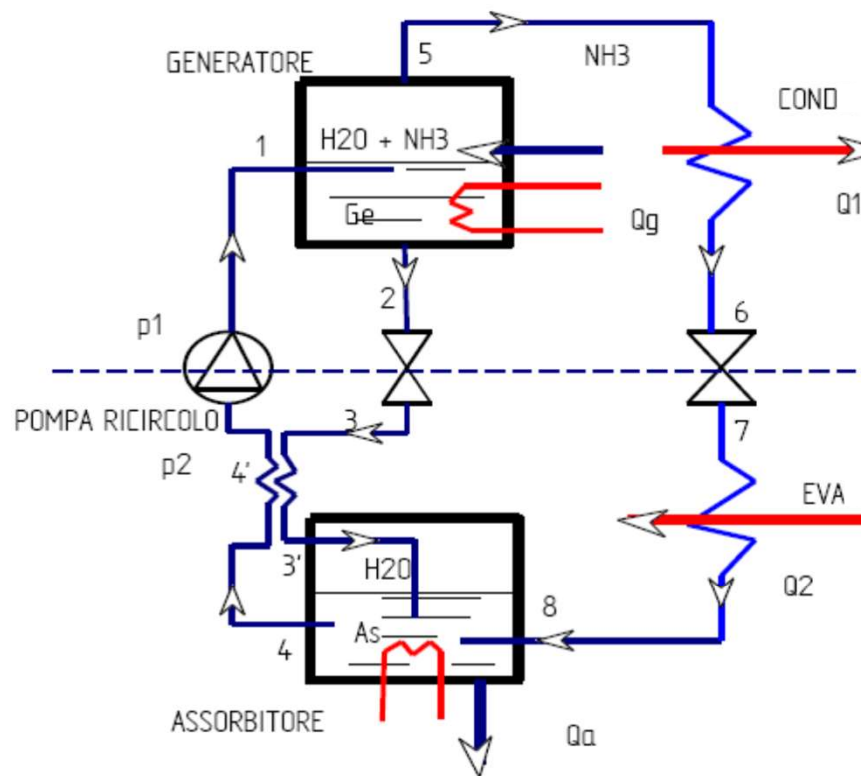 5
NH3
GENERATORE
COND
H2O + NH3
1
Q1
Ge
Qg
2
6
p1
3
7
POMPA RICIRCOLO
p2
4'
EVA
3'
H2O
8
Q2
4
As
ASSORBITORE
Qa